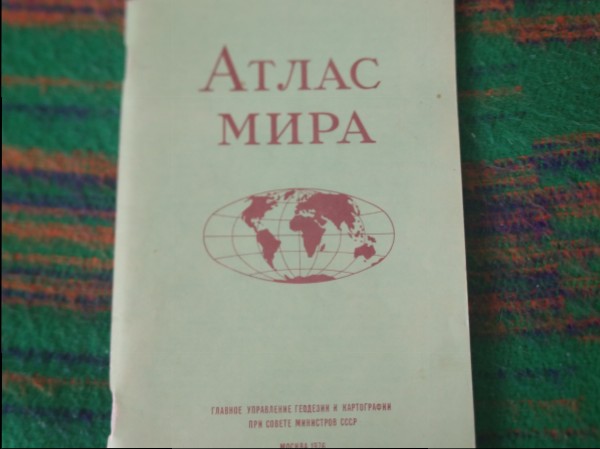 АТЛАС
МИРА
ГЛАВНОЕ УПРАВЛЕНИЕ ГЕОДЕЗИИ И КАРТОГРАФИИ
ПРИ СОВЕТЕ МИНИСТРОВ СССР
МОСКВА